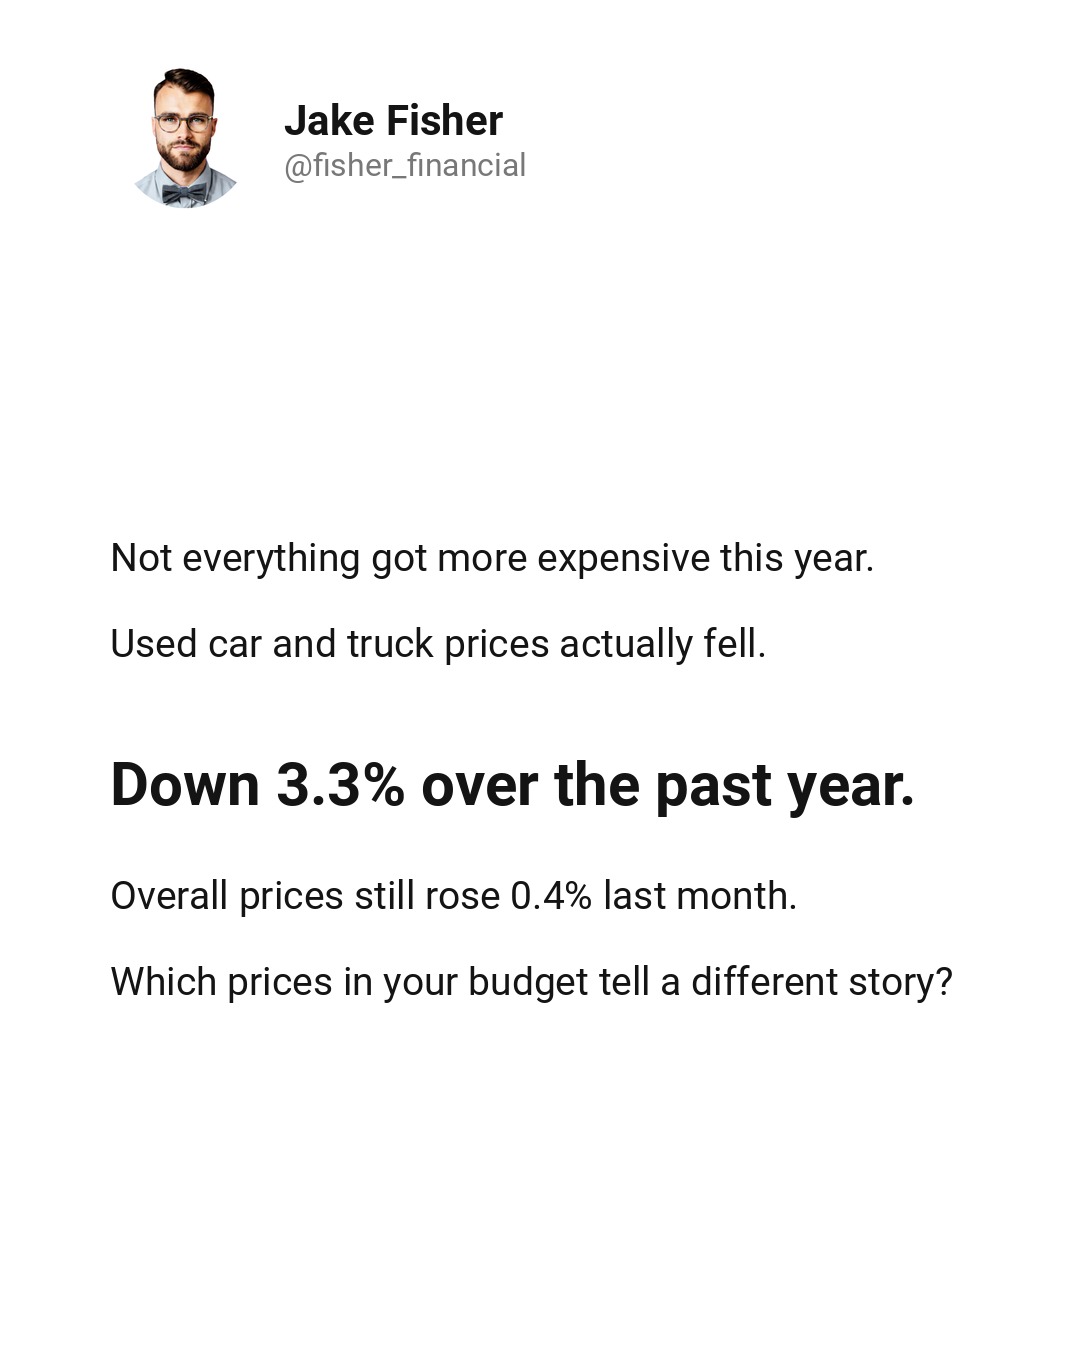 Jake Fisher
@fisher_financial
Not everything got more expensive this year.
Used car and truck prices actually fell.
Down 3.3% over the past year.
Overall prices still rose 0.4% last month.
Which prices in your budget tell a different story?